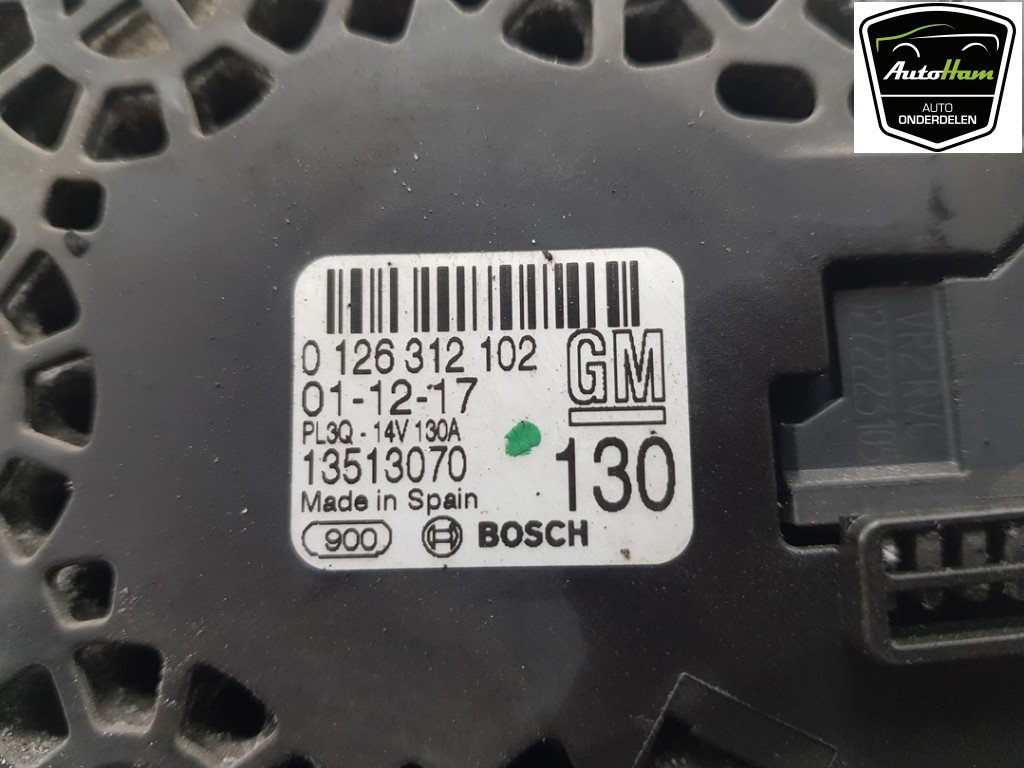 AutoHam
AUTO
ONDERDELEN
0 126 312 102
GM
01-12-17
PL3Q - 14V 130A
13513070
130
Made in Spain
900
BOSCH